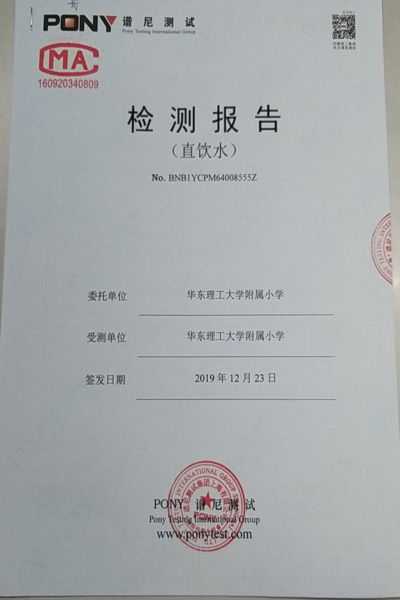 PONY 谱尼测试
Pony Testing International Group
MA
160920340809
检测报告
（直饮水）
No. BNB1YCPM64008555Z
委托单位 华东理工大学附属小学
受测单位 华东理工大学附属小学
签发日期 2019 年 12 月 23 日
PONY 谱尼测试
Pony Testing International Group
www.ponytest.com